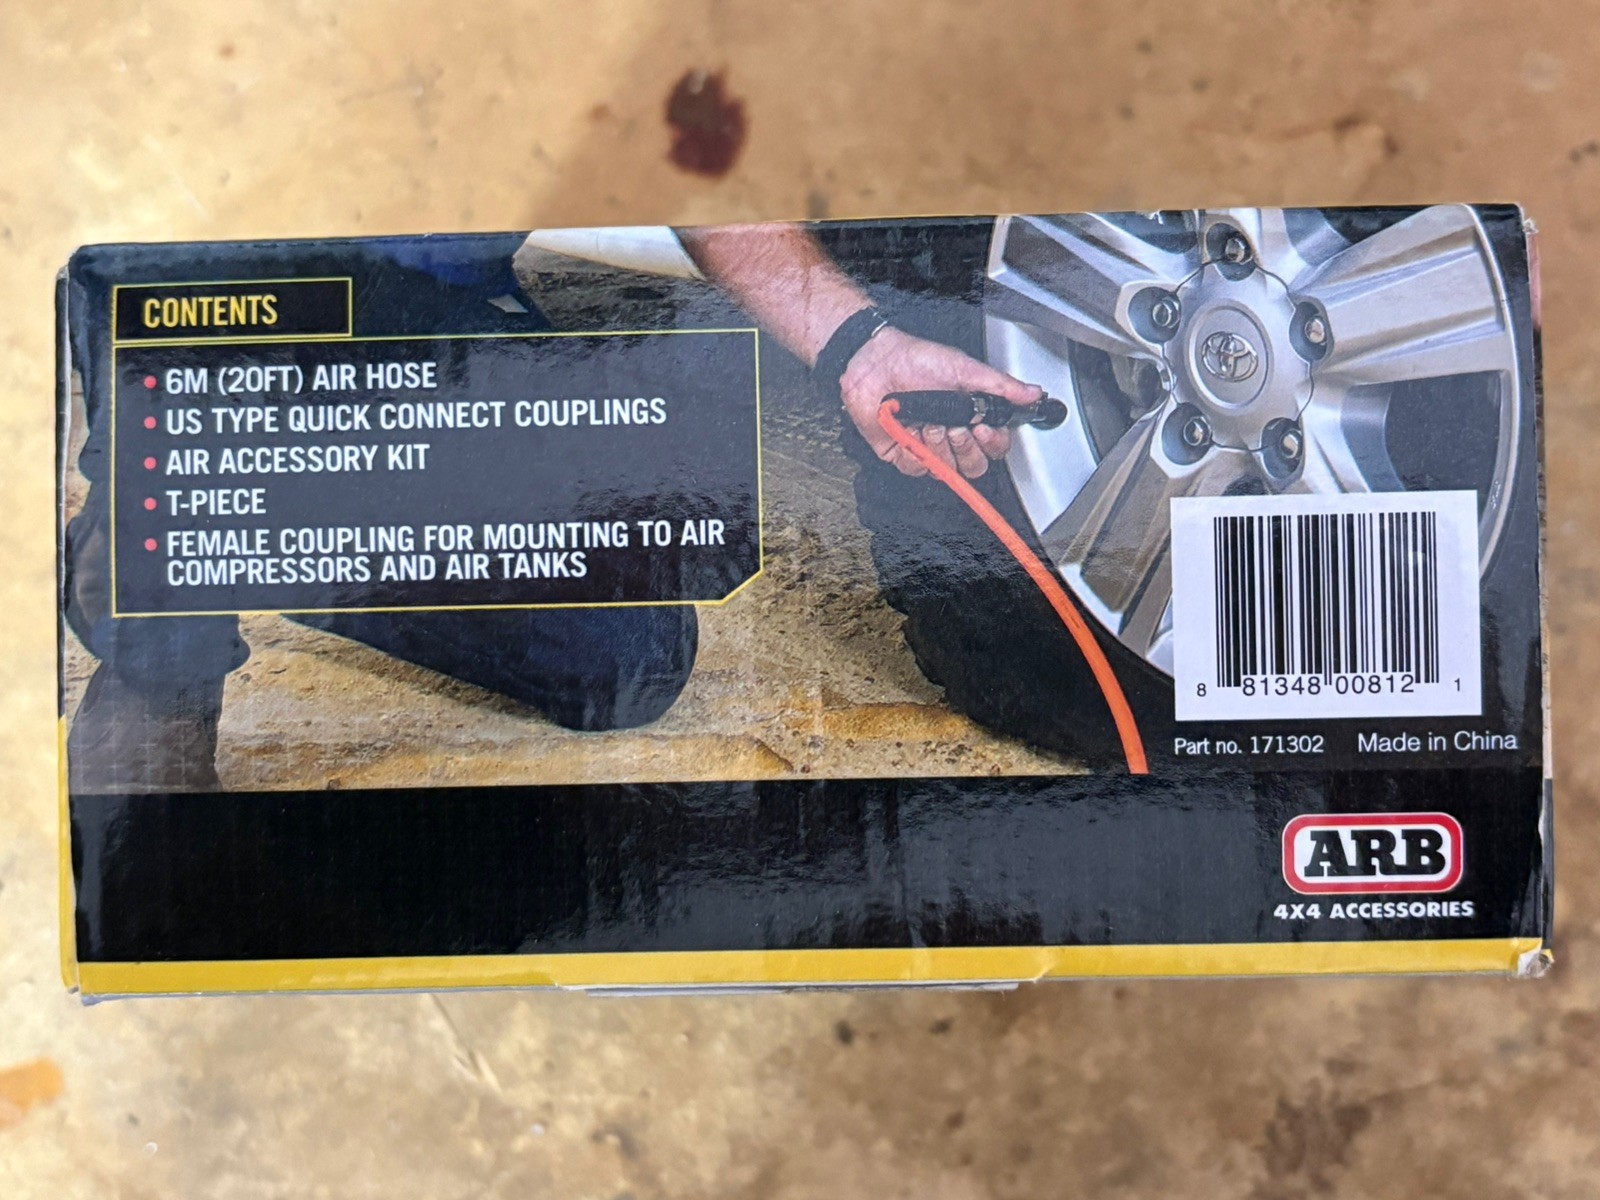 CONTENTS
• 6M (20FT) AIR HOSE
• US TYPE QUICK CONNECT COUPLINGS
• AIR ACCESSORY KIT
• T-PIECE
• FEMALE COUPLING FOR MOUNTING TO AIR
COMPRESSORS AND AIR TANKS
8 81348 00812 1
Part no. 171302 Made in China
ARB
4X4 ACCESSORIES